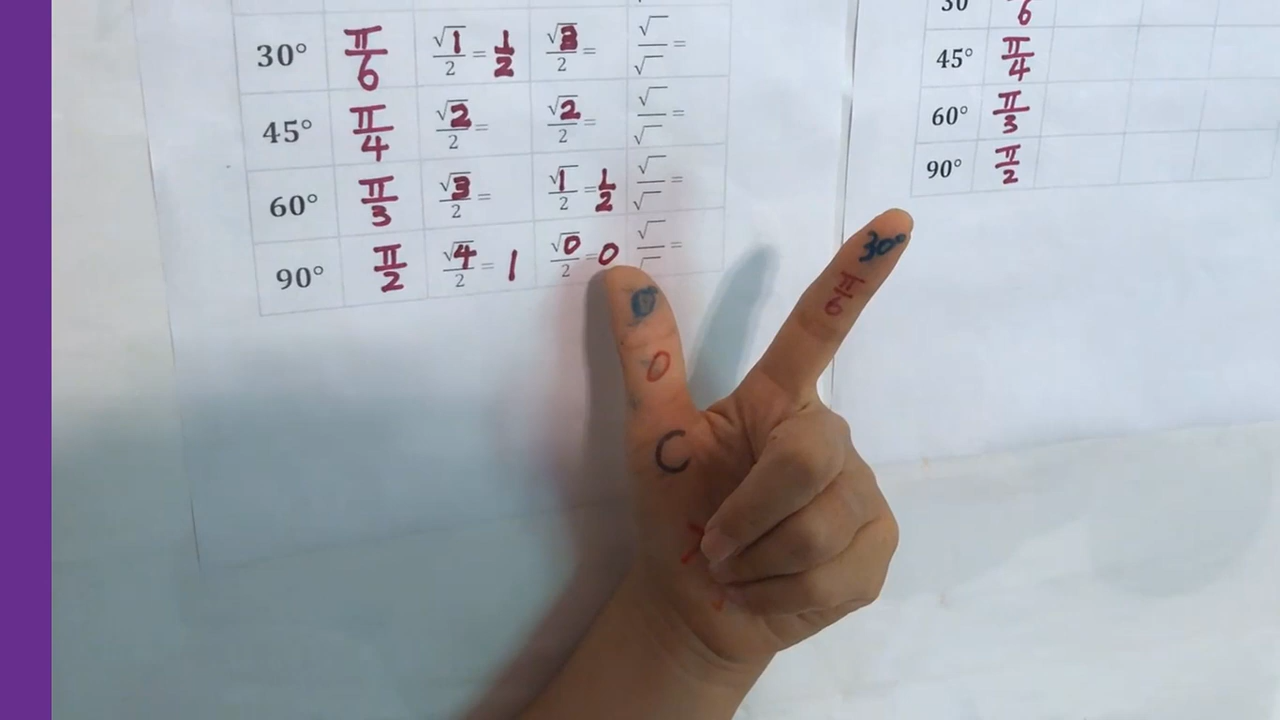 30° π/6 √1/2 = 1/2 √3/2 = √/√ =
45° π/4 √2/2 = √2/2 = √/√ =
60° π/3 √3/2 = √1/2 = 1/2 √/√ =
90° π/2 √4/2 = 1 √0/2 = 0 √/√ =
30° π/6
45° π/4
60° π/3
90° π/2
0°
0
C
30°
π/6